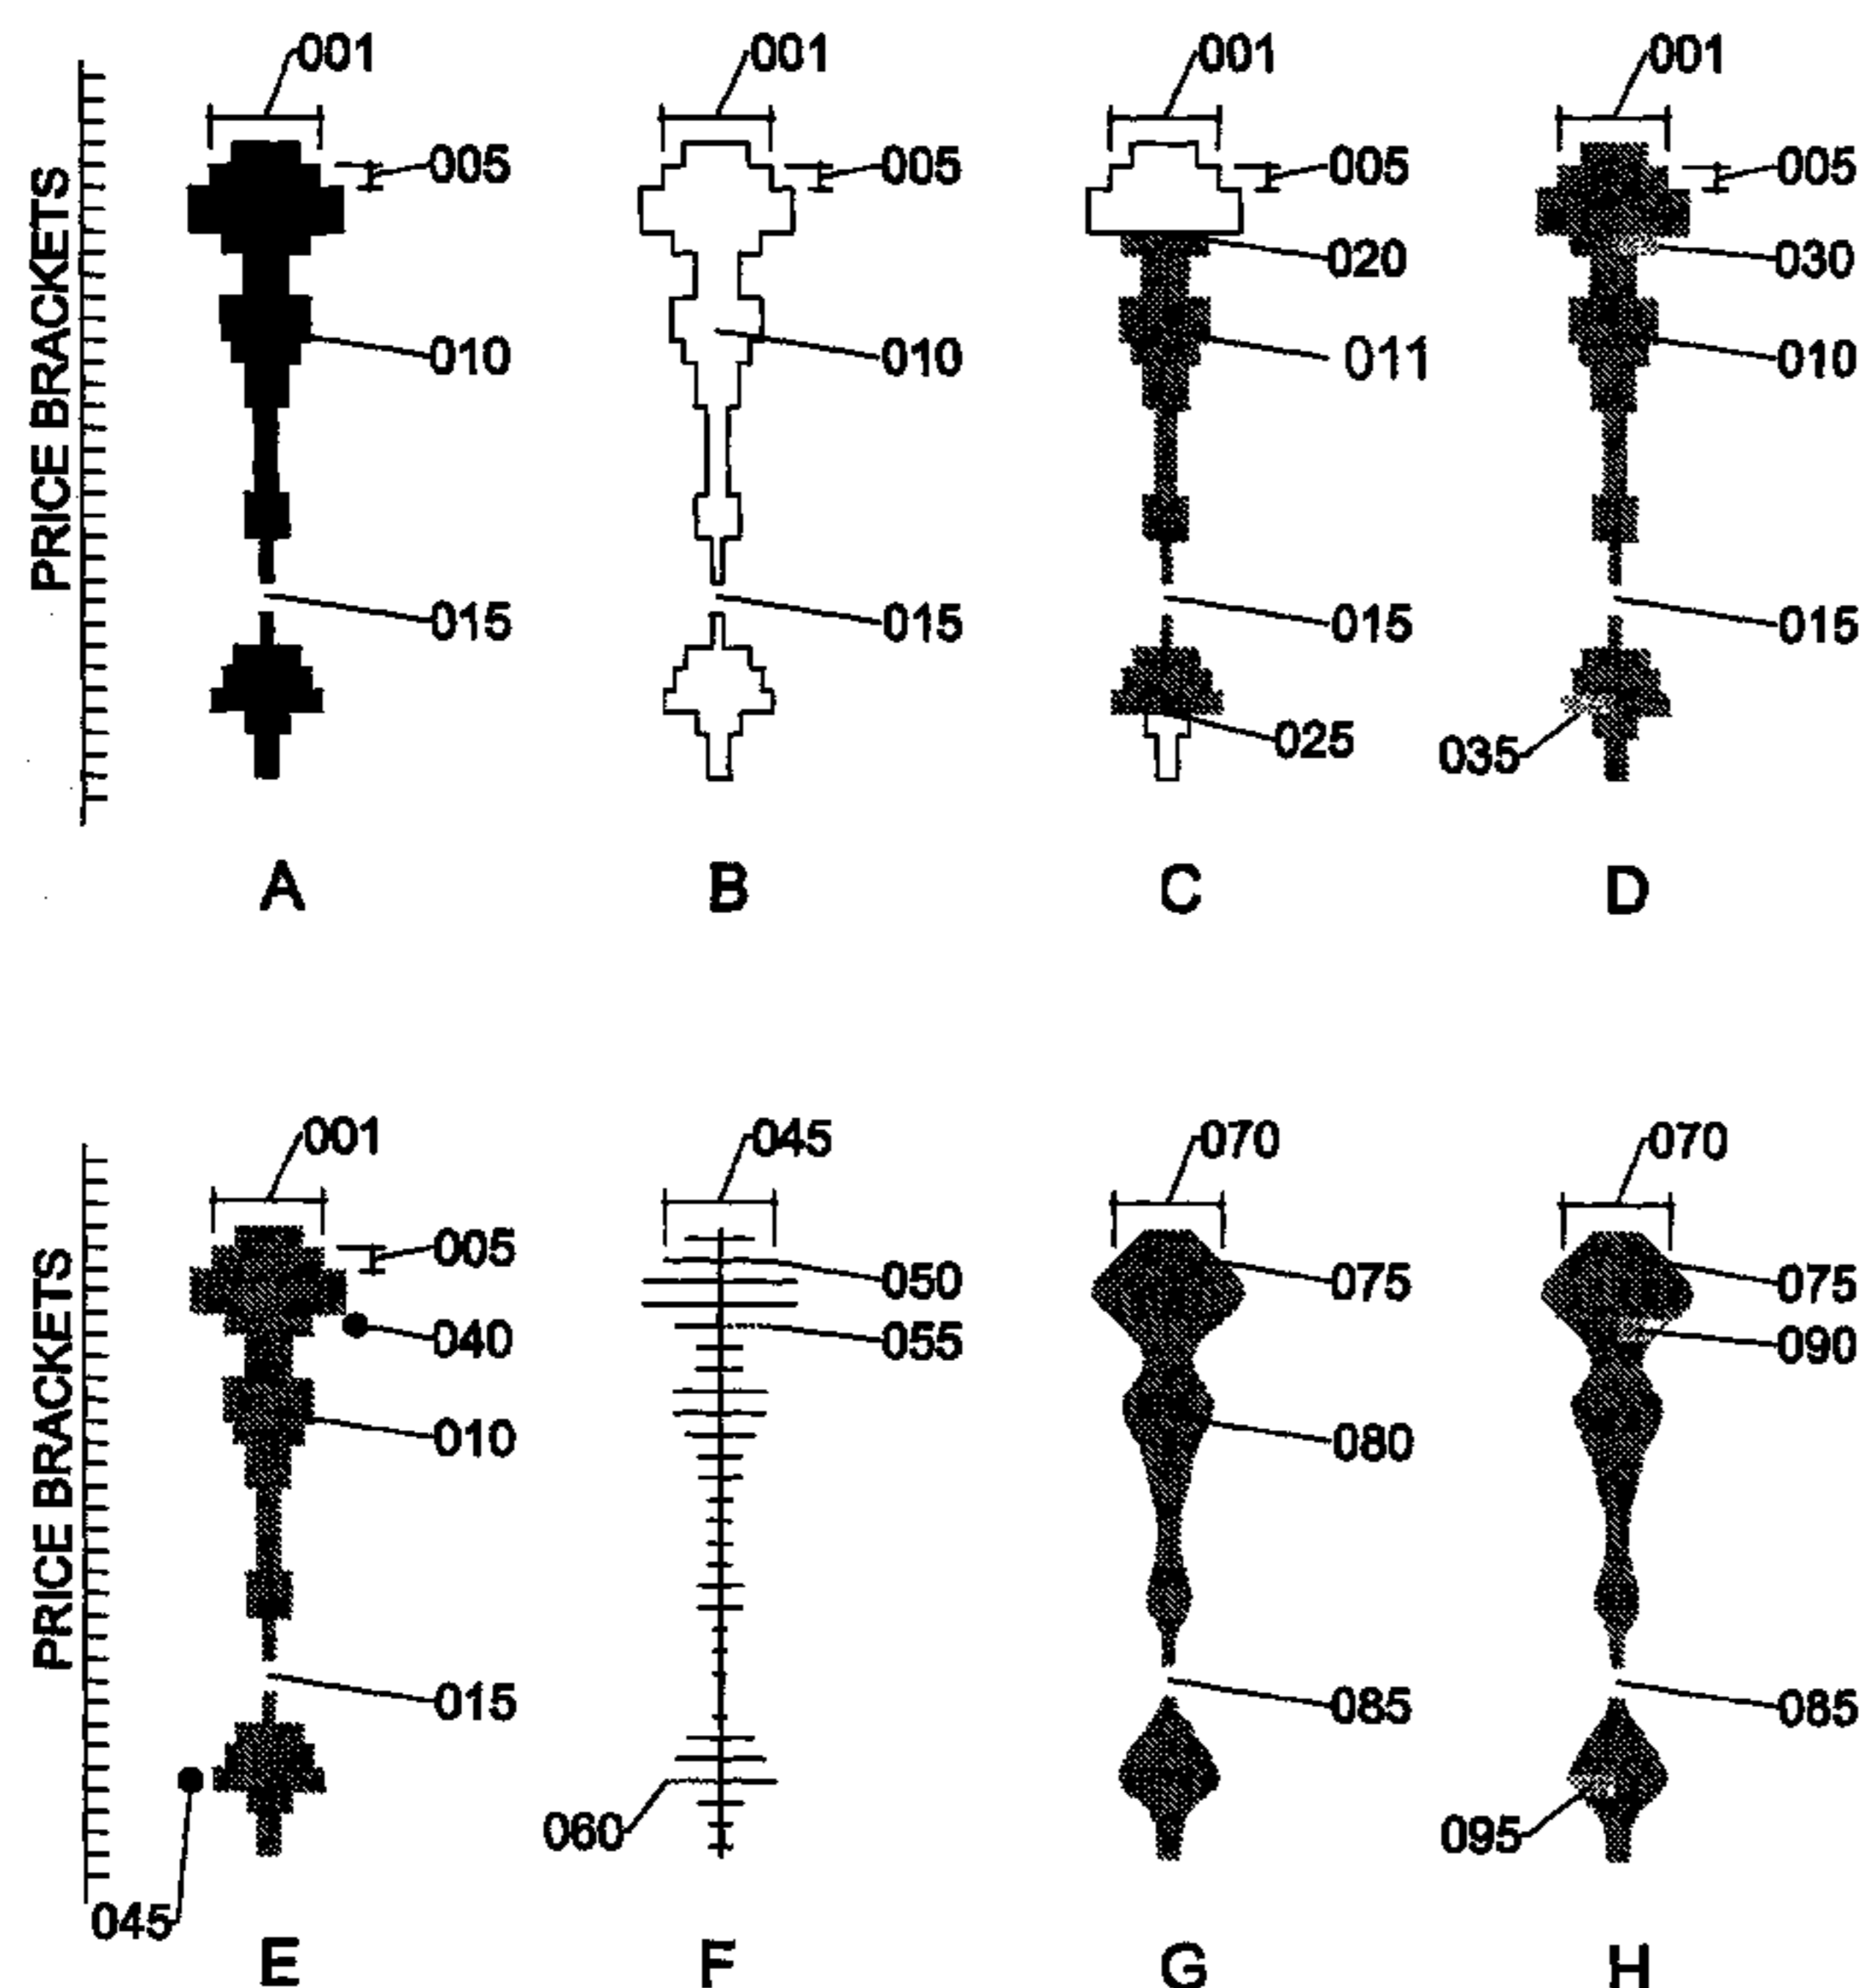 001 001 001 001
005 005 005 005
020 030
010 010 011 010
PRICE BRACKETS
015 015 015 015
025 035
A B C D
001 045 070 070
005 050 075 075
040 055 090
010 080
PRICE BRACKETS
015 085 085
060 095
045
E F G H